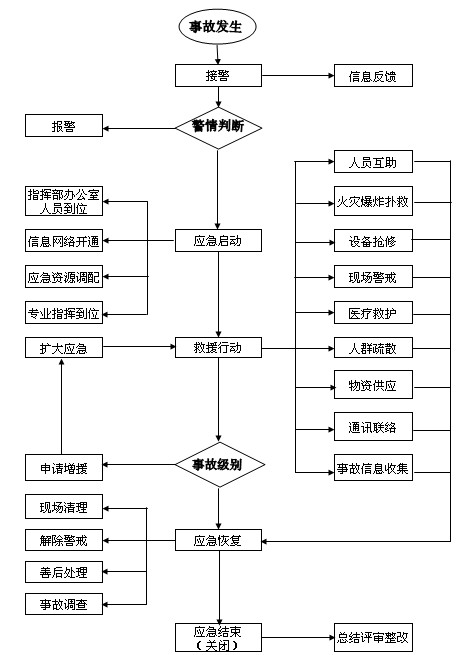 事故发生
接警
信息反馈
警情判断
报警
人员互助
指挥部办公室
人员到位
火灾爆炸扑救
信息网络开通
应急启动
设备抢修
应急资源调配
现场警戒
专业指挥到位
医疗救护
扩大应急
救援行动
人群疏散
物资供应
通讯联络
申请增援
事故级别
事故信息收集
现场清理
解除警戒
应急恢复
善后处理
事故调查
应急结束
（关闭）
总结评审整改